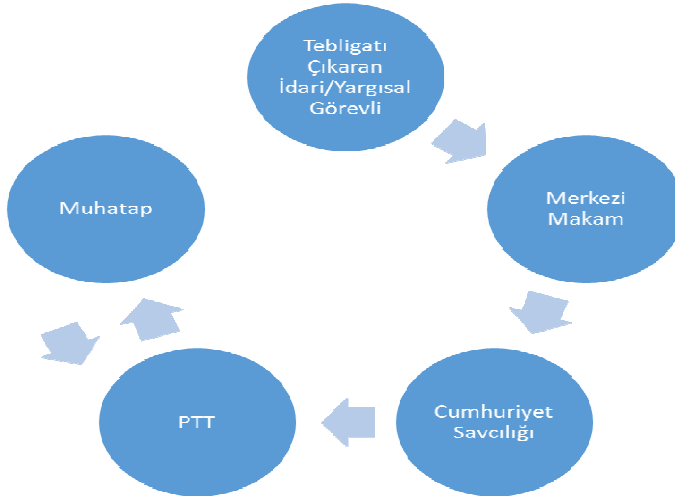 Tebligatı
Çıkaran
İdari/Yargısal
Görevli
Merkezi
Makam
Cumhuriyet
Savcılığı
PTT
Muhatap